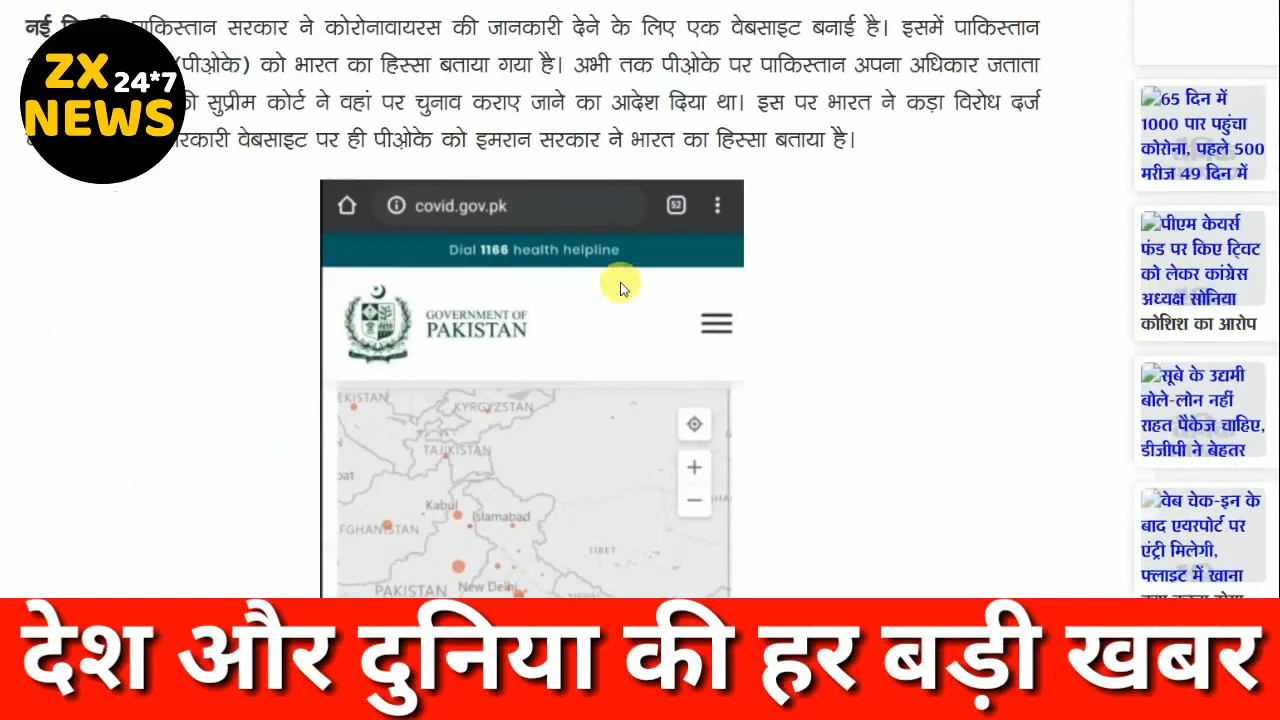 नई पाकिस्तान सरकार ने कोरोनावायरस की जानकारी देने के लिए एक वेबसाइट बनाई है। इसमें पाकिस्तान
(पीओके) को भारत का हिस्सा बताया गया है। अभी तक पीओके पर पाकिस्तान अपना अधिकार जताता
सुप्रीम कोर्ट ने वहां पर चुनाव कराए जाने का आदेश दिया था। इस पर भारत ने कड़ा विरोध दर्ज
वेबसाइट पर ही पीओके को इमरान सरकार ने भारत का हिस्सा बताया है।
ZX 24*7
NEWS
covid.gov.pk
52
Dial 1166 health helpline
GOVERNMENT OF
PAKISTAN
KYRGYZSTAN
TAJIKISTAN
Kabul
Islamabad
TIBET
PAKISTAN
New Delhi
65 दिन में
1000 पार पहुंचा
कोरोना, पहले 500
मरीज 49 दिन में
पीएम केयर्स
फंड पर किए ट्विट
को लेकर कांग्रेस
अध्यक्ष सोनिया
कोशिश का आरोप
सूबे के उद्यमी
बोले-लोन नहीं
राहत पैकेज चाहिए,
डीजीपी ने बेहतर
वेब चेक-इन के
बाद एयरपोर्ट पर
एंट्री मिलेगी,
फ्लाइट में खाना
देश और दुनिया की हर बड़ी खबर